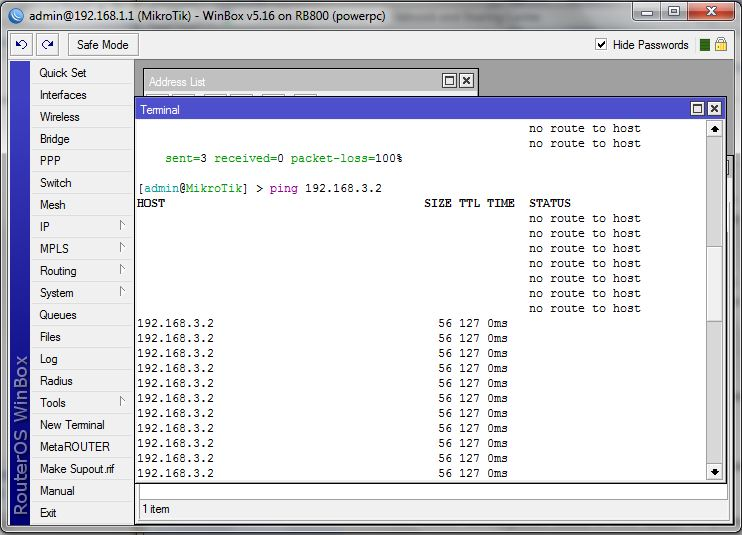 admin@192.168.1.1 (MikroTik) - WinBox v5.16 on RB800 (powerpc)
Safe Mode
Hide Passwords
Quick Set
Interfaces
Wireless
Bridge
PPP
Switch
Mesh
IP
MPLS
Routing
System
Queues
Files
Log
Radius
Tools
New Terminal
MetaROUTER
Make Supout.rif
Manual
Exit
RouterOS WinBox
Address List
Terminal
no route to host
no route to host
sent=3 received=0 packet-loss=100%
[admin@MikroTik] > ping 192.168.3.2
HOST SIZE TTL TIME STATUS
no route to host
no route to host
no route to host
no route to host
no route to host
no route to host
no route to host
192.168.3.2 56 127 0ms
192.168.3.2 56 127 0ms
192.168.3.2 56 127 0ms
192.168.3.2 56 127 0ms
192.168.3.2 56 127 0ms
192.168.3.2 56 127 0ms
192.168.3.2 56 127 0ms
192.168.3.2 56 127 0ms
192.168.3.2 56 127 0ms
192.168.3.2 56 127 0ms
192.168.3.2 56 127 0ms
1 item